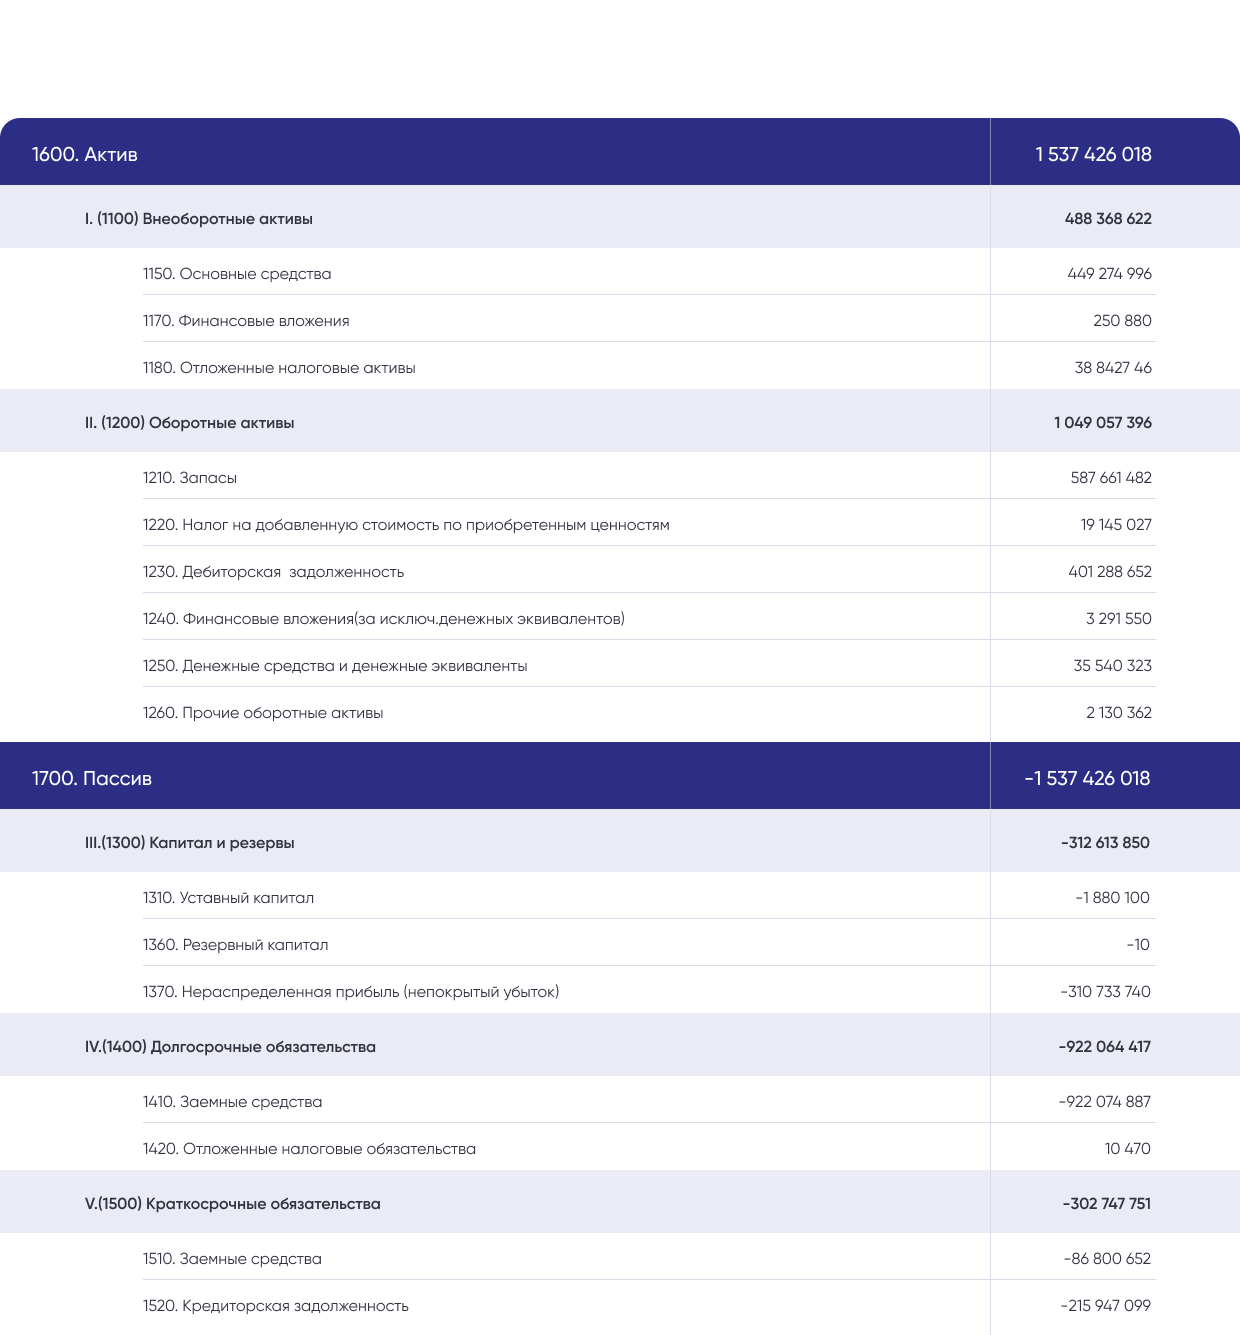 1600. Актив 1 537 426 018
I. (1100) Внеоборотные активы 488 368 622
1150. Основные средства 449 274 996
1170. Финансовые вложения 250 880
1180. Отложенные налоговые активы 38 8427 46
II. (1200) Оборотные активы 1 049 057 396
1210. Запасы 587 661 482
1220. Налог на добавленную стоимость по приобретенным ценностям 19 145 027
1230. Дебиторская  задолженность 401 288 652
1240. Финансовые вложения(за исключ.денежных эквивалентов) 3 291 550
1250. Денежные средства и денежные эквиваленты 35 540 323
1260. Прочие оборотные активы 2 130 362
1700. Пассив -1 537 426 018
III.(1300) Капитал и резервы -312 613 850
1310. Уставный капитал -1 880 100
1360. Резервный капитал -10
1370. Нераспределенная прибыль (непокрытый убыток) -310 733 740
IV.(1400) Долгосрочные обязательства -922 064 417
1410. Заемные средства -922 074 887
1420. Отложенные налоговые обязательства 10 470
V.(1500) Краткосрочные обязательства -302 747 751
1510. Заемные средства -86 800 652
1520. Кредиторская задолженность -215 947 099